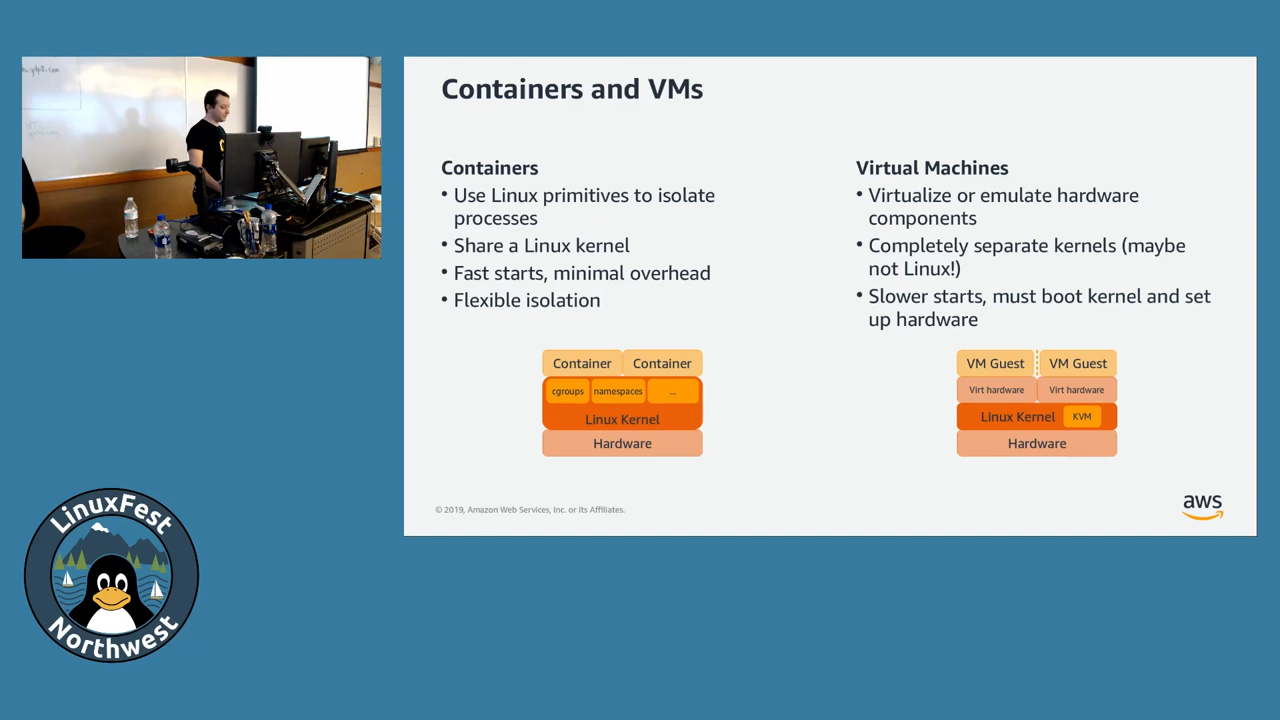 Containers and VMs
Containers
• Use Linux primitives to isolate
processes
• Share a Linux kernel
• Fast starts, minimal overhead
• Flexible isolation
Virtual Machines
• Virtualize or emulate hardware
components
• Completely separate kernels (maybe
not Linux!)
• Slower starts, must boot kernel and set
up hardware
Container Container
cgroups namespaces ...
Linux Kernel
Hardware
VM Guest VM Guest
Virt hardware Virt hardware
Linux Kernel KVM
Hardware
© 2019, Amazon Web Services, Inc. or its Affiliates.
aws
LinuxFest
Northwest